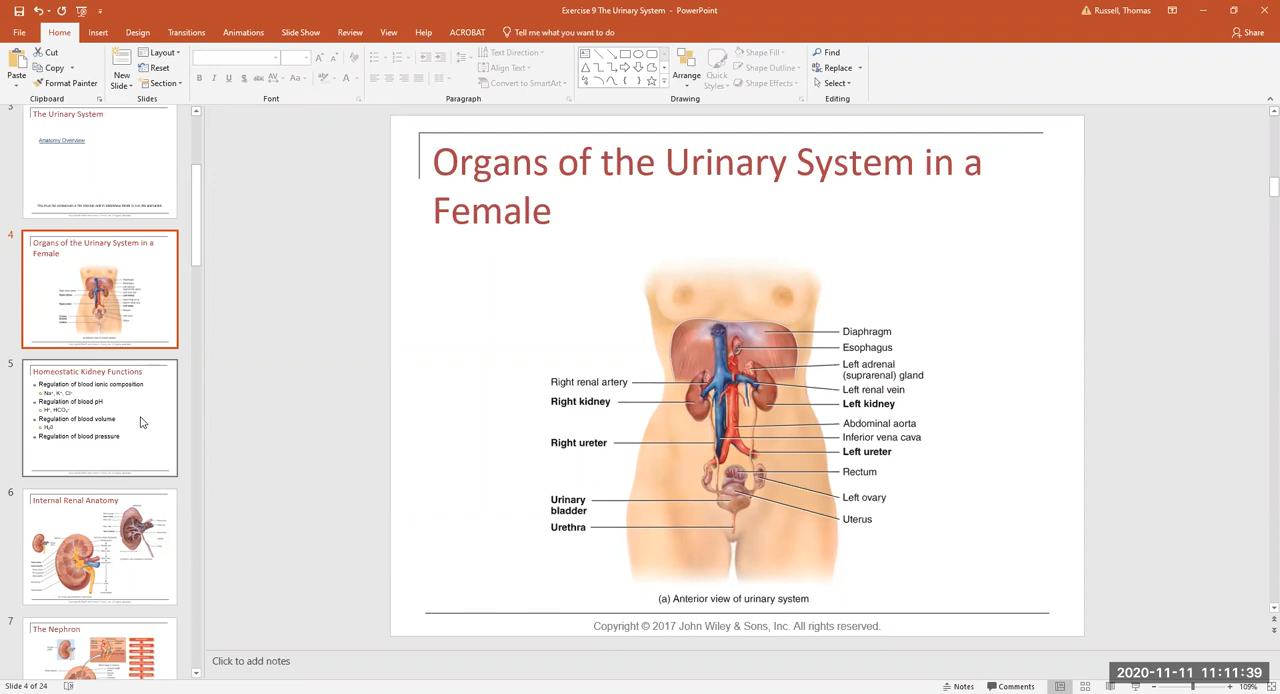 Exercise 9 The Urinary System - PowerPoint
Russell, Thomas
File Home Insert Design Transitions Animations Slide Show Review View Help ACROBAT Tell me what you want to do
Share
Paste
Cut
Copy
Format Painter
Clipboard
New
Slide
Layout
Reset
Section
Slides
Font
Text Direction
Align Text
Convert to SmartArt
Paragraph
Arrange
Quick
Styles
Shape Fill
Shape Outline
Shape Effects
Drawing
Find
Replace
Select
Editing
3
The Urinary System
Anatomy Overview
4
Organs of the Urinary System in a
Female
5
Homeostatic Kidney Functions
Regulation of blood ionic composition
Na⁺, K⁺, Cl⁻
Regulation of blood pH
H⁺, HCO₃⁻
Regulation of blood volume
H₂0
Regulation of blood pressure
6
Internal Renal Anatomy
7
The Nephron
Organs of the Urinary System in a
Female
Diaphragm
Esophagus
Left adrenal
(suprarenal) gland
Left renal vein
Left kidney
Abdominal aorta
Inferior vena cava
Left ureter
Rectum
Left ovary
Uterus
Right renal artery
Right kidney
Right ureter
Urinary
bladder
Urethra
(a) Anterior view of urinary system
Copyright © 2017 John Wiley & Sons, Inc. All rights reserved.
Click to add notes
Slide 4 of 24
Notes
Comments
109%
2020-11-11 11:11:39